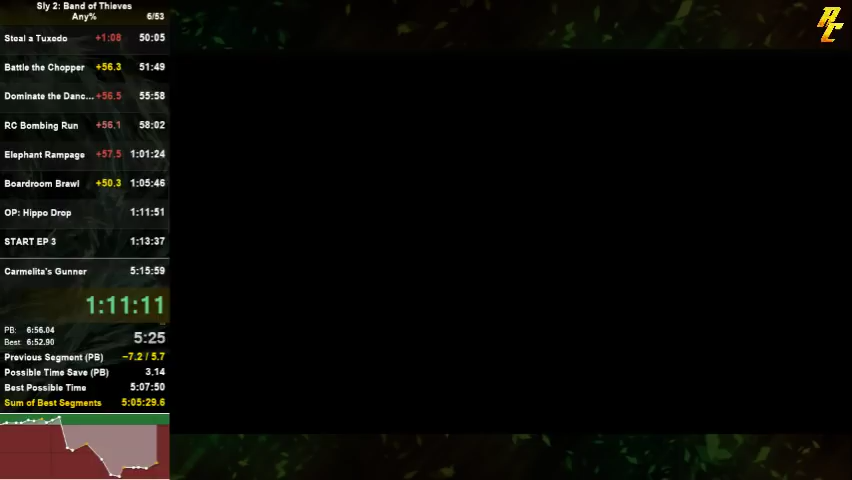 Sly 2: Band of Thieves
Any% 6/53
Steal a Tuxedo +1:08 50:05
Battle the Chopper +56.3 51:49
Dominate the Danc... +56.5 55:58
RC Bombing Run +56.1 58:02
Elephant Rampage +57.5 1:01:24
Boardroom Brawl +50.3 1:05:46
OP: Hippo Drop 1:11:51
START EP 3 1:13:37
Carmelita's Gunner 5:15:59
1:11:11
PB: 6:56.04
Best: 6:52.90
5:25
Previous Segment (PB) −7.2 / 5.7
Possible Time Save (PB) 3.14
Best Possible Time 5:07:50
Sum of Best Segments 5:05:29.6